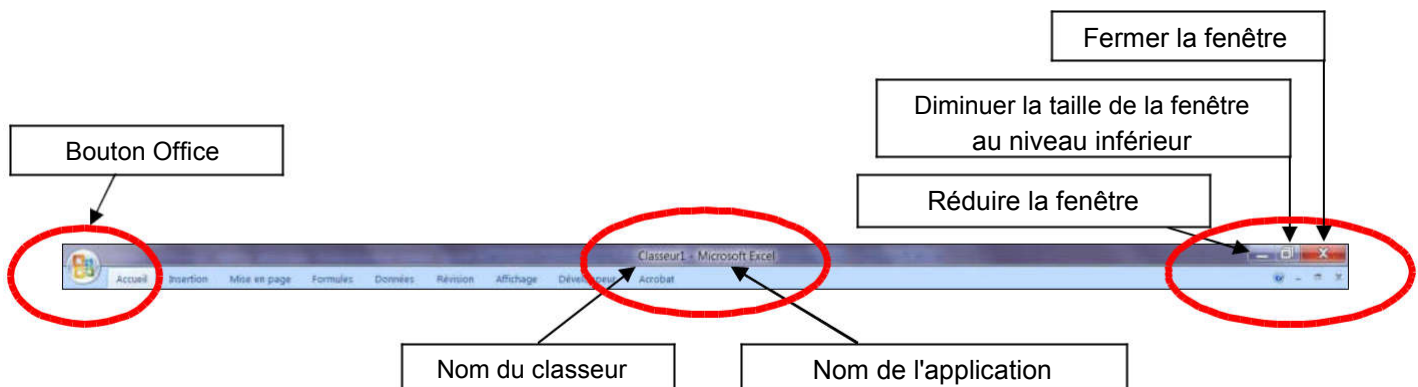 Fermer la fenêtre
Diminuer la taille de la fenêtre
au niveau inférieur
Bouton Office
Réduire la fenêtre
Classeur1 - Microsoft Excel
Accueil Insertion Mise en page Formules Données Révision Affichage Développeur Acrobat
Nom du classeur
Nom de l'application